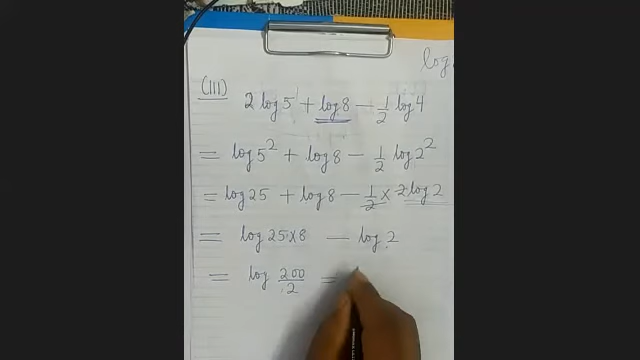 log
(III)
2 log 5 + log 8 − 1/2 log 4
= log 5² + log 8 − 1/2 log 2²
= log 25 + log 8 − 1/2 × 2 log 2
= log 25×8 − log 2
= log 200/2 =